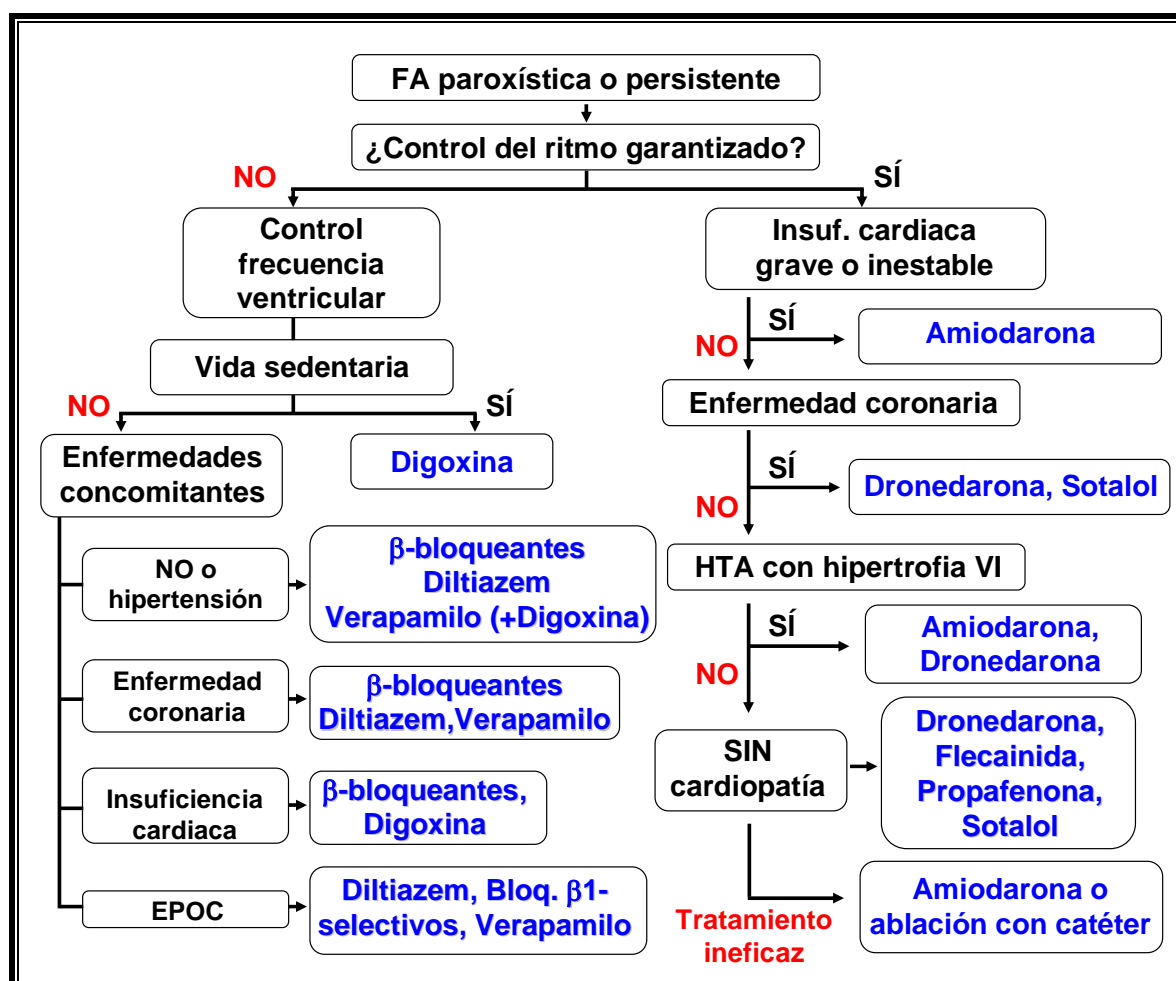 FA paroxística o persistente
¿Control del ritmo garantizado?
NO
SÍ
Control
frecuencia
ventricular
Vida sedentaria
NO
SÍ
Enfermedades
concomitantes
Digoxina
NO o
hipertensión
β-bloqueantes
Diltiazem
Verapamilo (+Digoxina)
Enfermedad
coronaria
β-bloqueantes
Diltiazem,Verapamilo
Insuficiencia
cardiaca
β-bloqueantes,
Digoxina
EPOC
Diltiazem, Bloq. β1-
selectivos, Verapamilo
Insuf. cardiaca
grave o inestable
SÍ
NO
Amiodarona
Enfermedad coronaria
SÍ
NO
Dronedarona, Sotalol
HTA con hipertrofia VI
SÍ
NO
Amiodarona,
Dronedarona
SIN
cardiopatía
Dronedarona,
Flecainida,
Propafenona,
Sotalol
Tratamiento
ineficaz
Amiodarona o
ablación con catéter